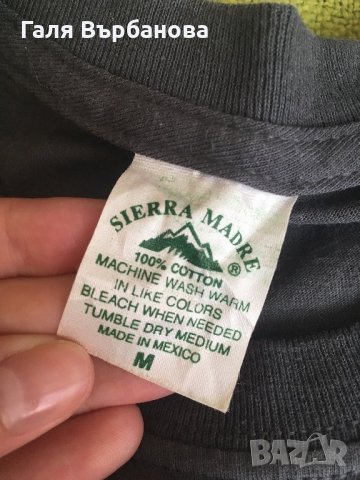 Галя Върбанова
SIERRA MADRE
®
100% COTTON
MACHINE WASH WARM
IN LIKE COLORS
BLEACH WHEN NEEDED
TUMBLE DRY MEDIUM
MADE IN MEXICO
M
BAZAR